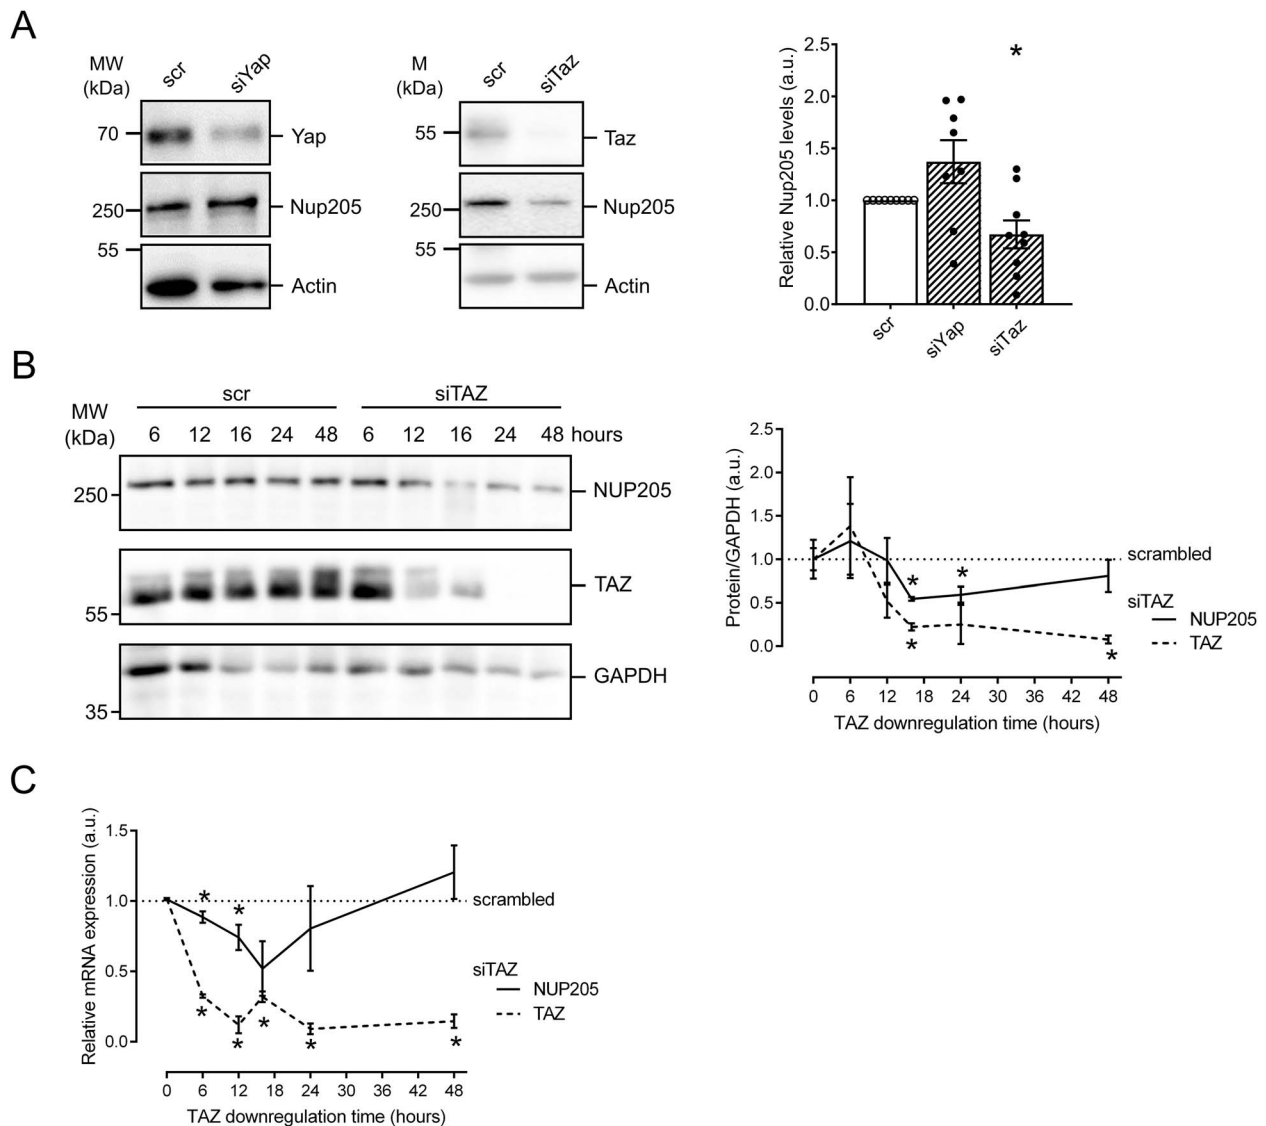 A
MW
(kDa)
scr
siYap
70
Yap
250
Nup205
55
Actin
M
(kDa)
scr
siTaz
55
Taz
250
Nup205
55
Actin
Relative Nup205 levels (a.u.)
2.5
2.0
1.5
1.0
0.5
0.0
*
scr
siYap
siTaz
B
MW
(kDa)
scr
siTAZ
6 12 16 24 48 6 12 16 24 48 hours
250
NUP205
TAZ
55
GAPDH
35
Protein/GAPDH (a.u.)
2.5
2.0
1.5
1.0
0.5
0.0
scrambled
* *
* *
siTAZ
NUP205
TAZ
0 6 12 18 24 30 36 42 48
TAZ downregulation time (hours)
C
Relative mRNA expression (a.u.)
1.5
1.0
0.5
0.0
* *
* * * * *
scrambled
siTAZ
NUP205
TAZ
0 6 12 18 24 30 36 42 48
TAZ downregulation time (hours)